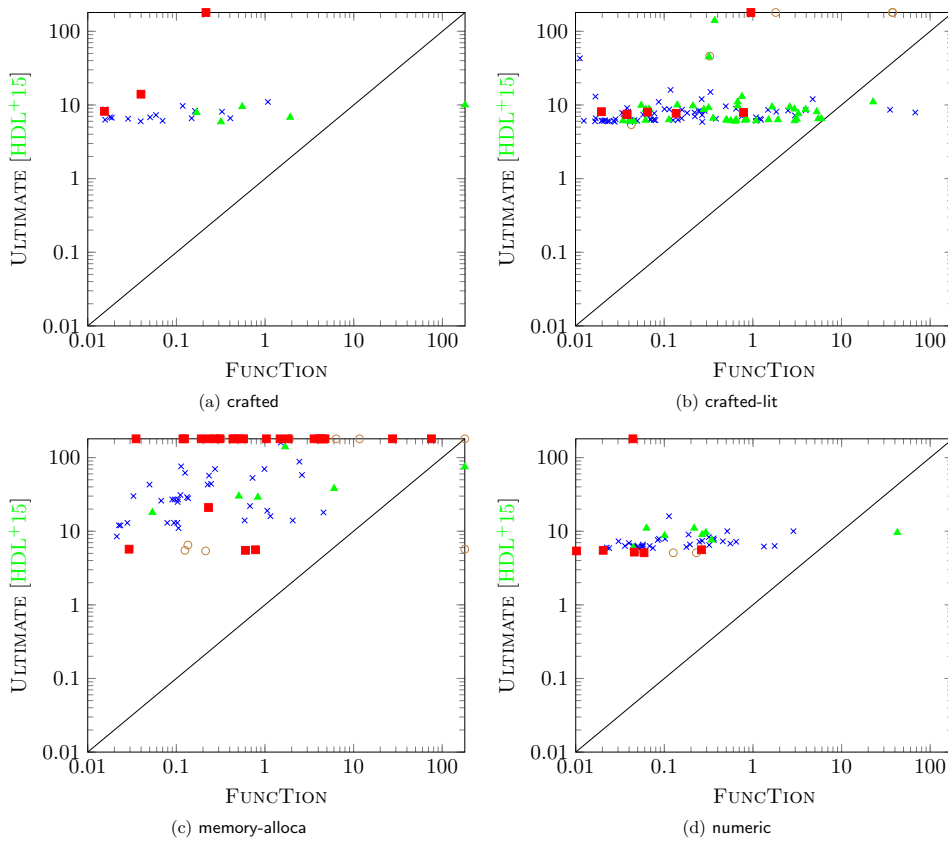 100
10
1
0.1
0.01
0.01 0.1 1 10 100
ULTIMATE [HDL+15]
FUNCTION
(a) crafted
100
10
1
0.1
0.01
0.01 0.1 1 10 100
ULTIMATE [HDL+15]
FUNCTION
(b) crafted-lit
100
10
1
0.1
0.01
0.01 0.1 1 10 100
ULTIMATE [HDL+15]
FUNCTION
(c) memory-alloca
100
10
1
0.1
0.01
0.01 0.1 1 10 100
ULTIMATE [HDL+15]
FUNCTION
(d) numeric